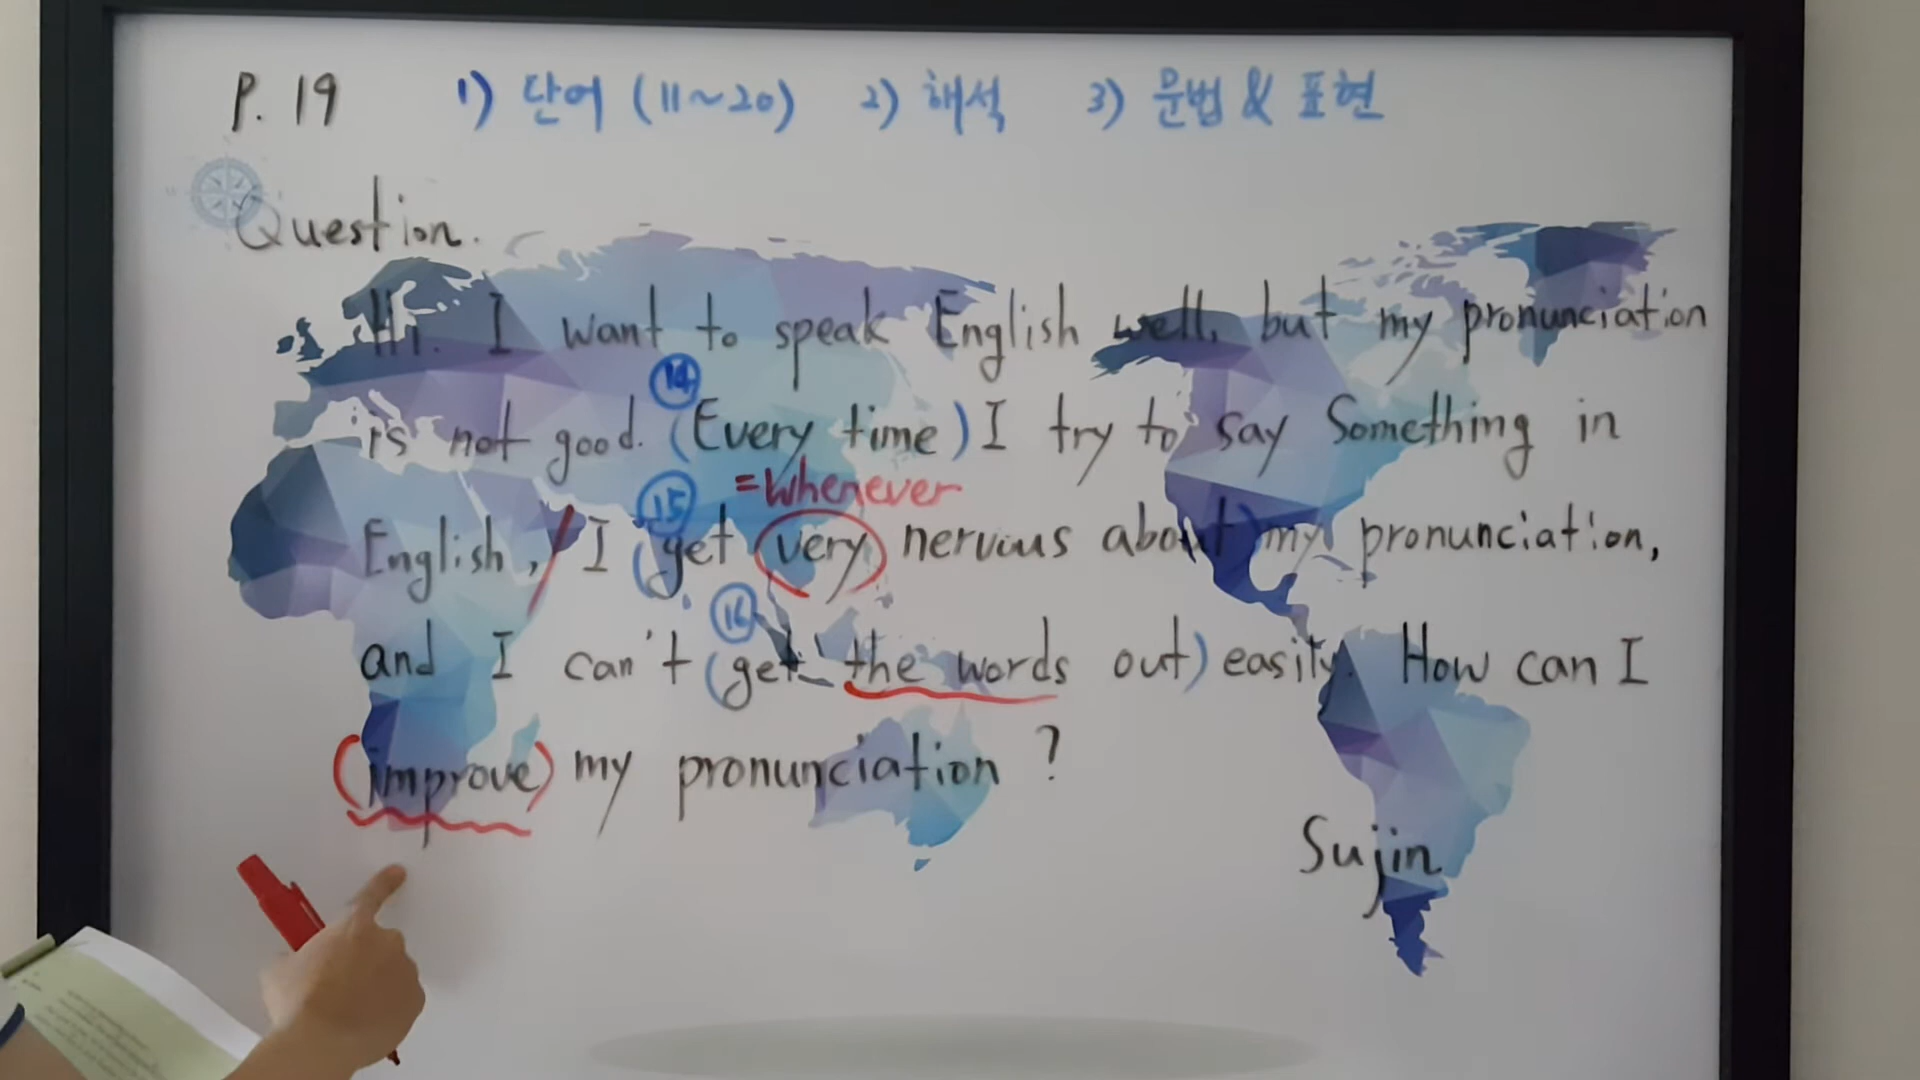 P. 19 1) 단어 (11~20) 2) 해석 3) 문법 & 표현
Question.
Hi. I want to speak English well, but my pronunciation
is not good. ⑭ (Every time) I try to say Something in
=Whenever
English, / I ⑮ (get very nervous about) my pronunciation,
and I can't ⑯ (get the words out) easily. How can I
(improve) my pronunciation ?
Sujin